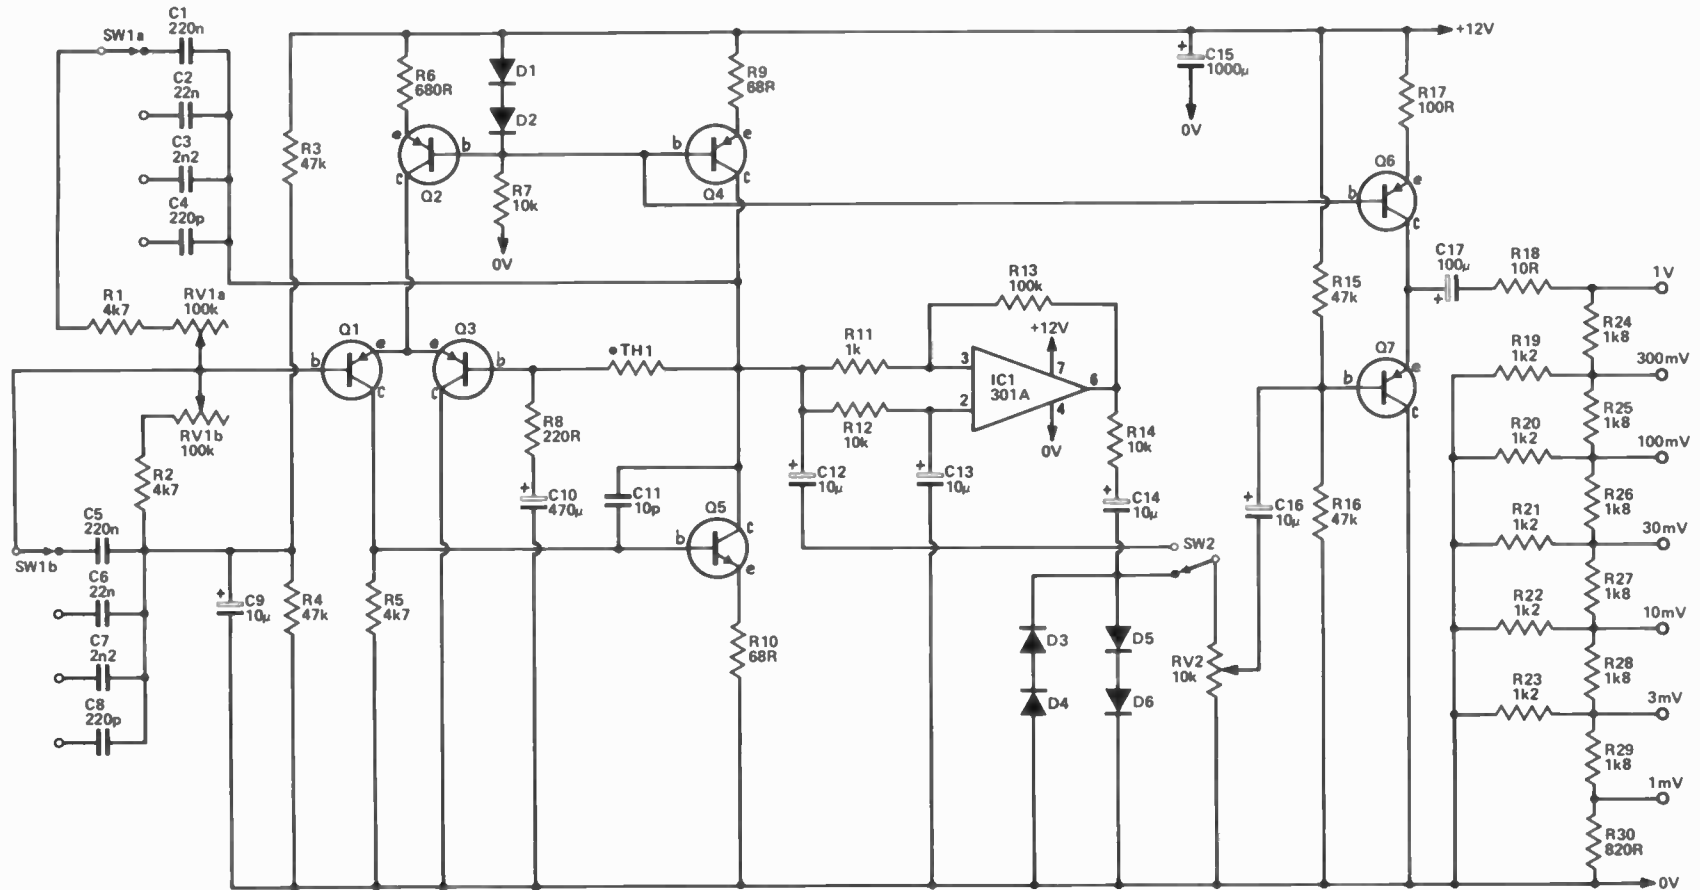 C1
220n
SW1a
C2
22n
C3
2n2
C4
220p
R1
4k7
RV1a
100k
RV1b
100k
R2
4k7
C5
220n
SW1b
C6
22n
C7
2n2
C8
220p
C9
10µ
+
R3
47k
R4
47k
R5
4k7
R6
680R
D1
D2
e
b
c
Q2
R7
10k
0V
R9
68R
e
b
c
Q4
Q1
b
e
c
Q3
e
b
c
TH1
R8
220R
+
C10
470µ
C11
10p
Q5
b
c
e
R10
68R
R11
1k
R12
10k
R13
100k
+12V
3
2
7
6
4
IC1
301A
0V
+
C12
10µ
+
C13
10µ
R14
10k
+
C14
10µ
SW2
D3
D4
D5
D6
RV2
10k
+
C15
1000µ
0V
R15
47k
R16
47k
+
C16
10µ
+12V
R17
100R
Q6
b
e
c
Q7
b
e
c
C17
100µ
+
R18
10R
1V
R24
1k8
R19
1k2
300mV
R25
1k8
R20
1k2
100mV
R26
1k8
R21
1k2
30mV
R27
1k8
R22
1k2
10mV
R28
1k8
R23
1k2
3mV
R29
1k8
1mV
R30
820R
0V